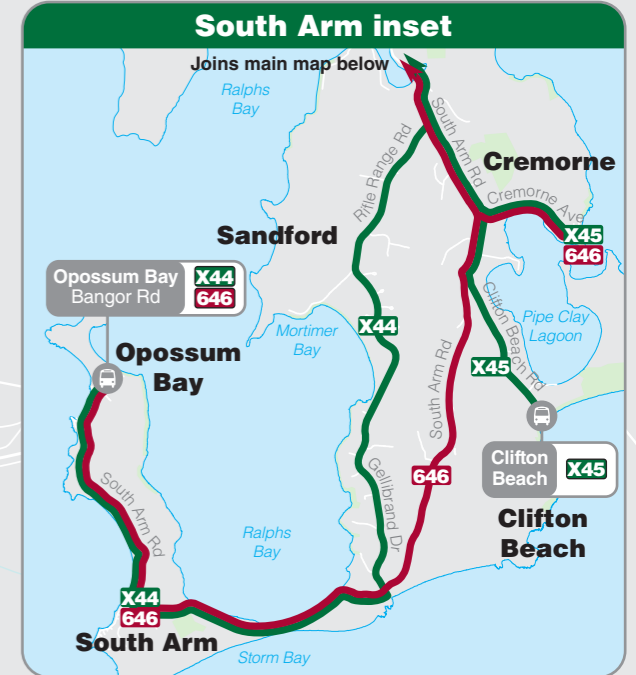 South Arm inset
Joins main map below
Ralphs
Bay
South Arm Rd
Rifle Range Rd
Cremorne
Cremorne Ave
X45
646
Sandford
Opossum Bay
Bangor Rd
X44
646
Mortimer
Bay
X44
Clifton Beach Rd
Pipe Clay
Lagoon
Opossum
Bay
South Arm Rd
X45
Clifton
Beach
X45
646
Gellibrand Dr
South Arm Rd
Clifton
Beach
Ralphs
Bay
X44
646
South Arm
Storm Bay